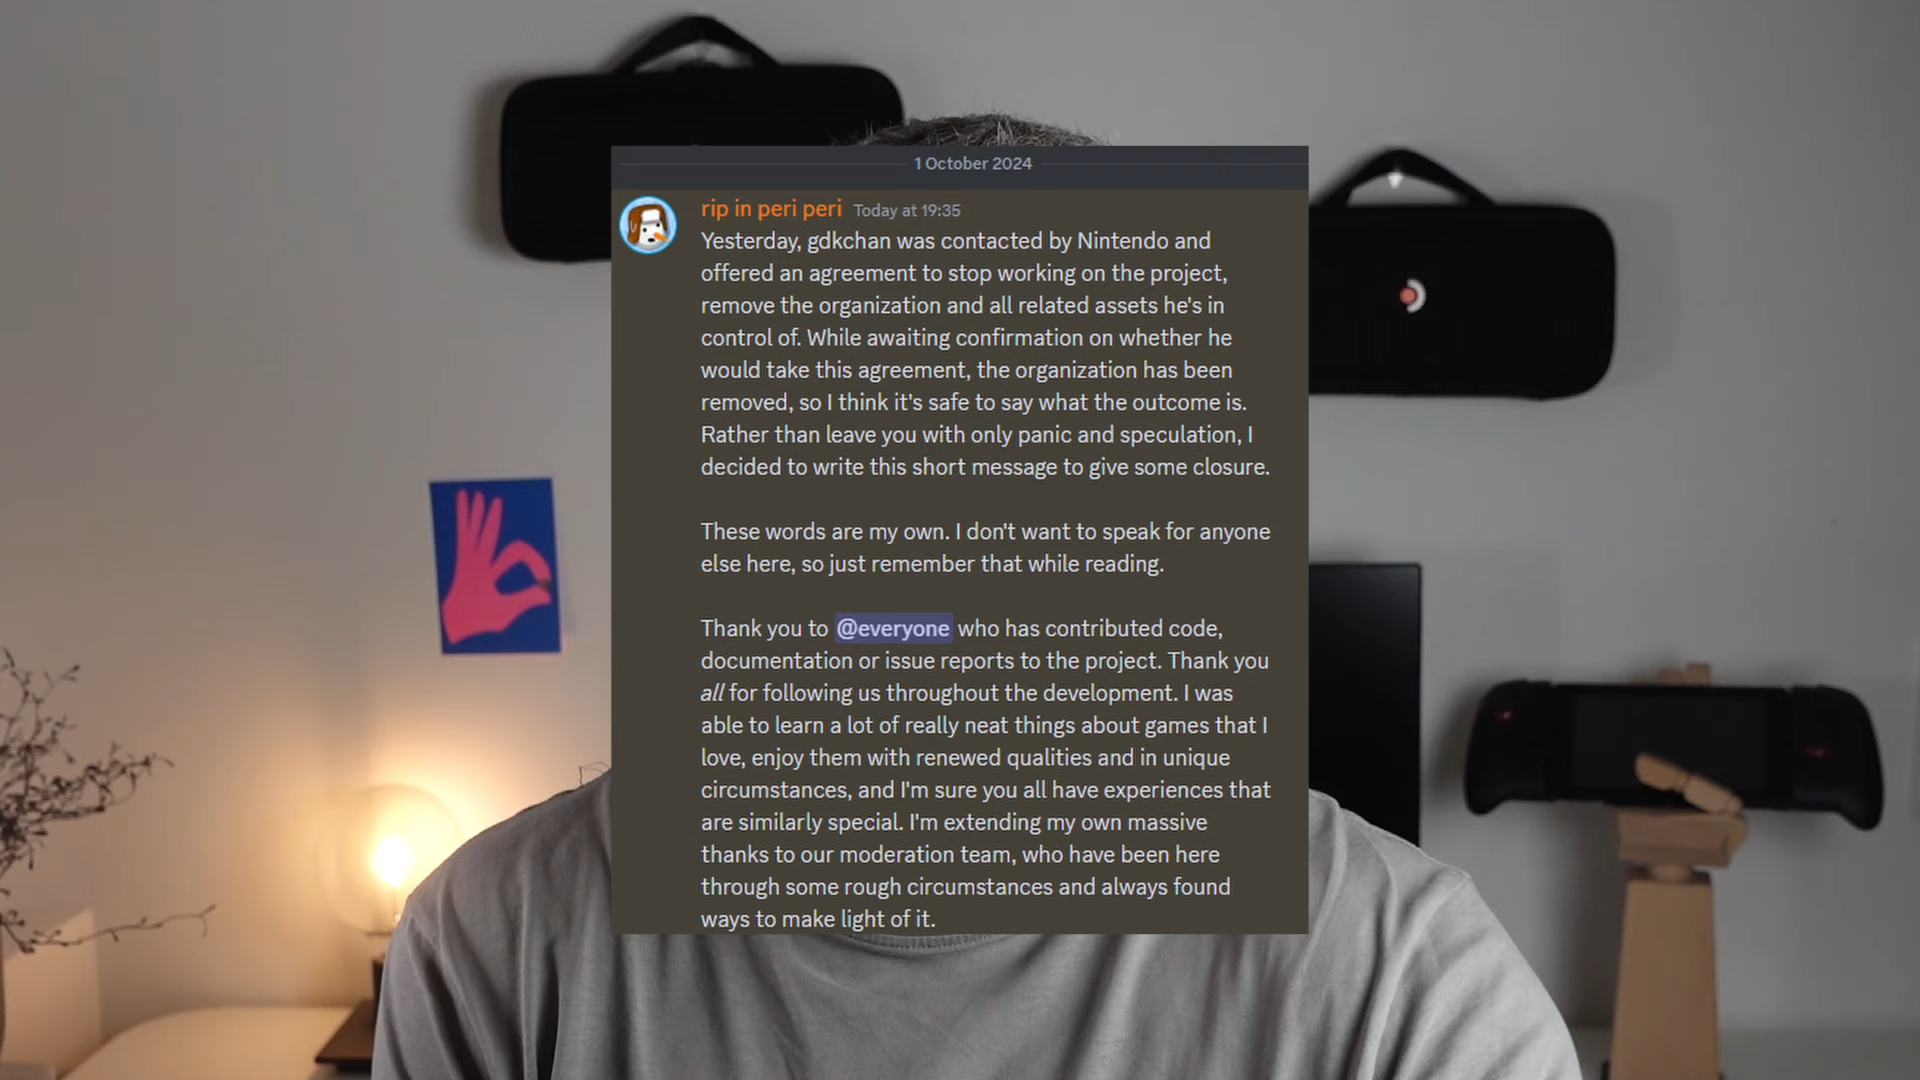 1 October 2024
rip in peri peri Today at 19:35
Yesterday, gdkchan was contacted by Nintendo and
offered an agreement to stop working on the project,
remove the organization and all related assets he's in
control of. While awaiting confirmation on whether he
would take this agreement, the organization has been
removed, so I think it's safe to say what the outcome is.
Rather than leave you with only panic and speculation, I
decided to write this short message to give some closure.
These words are my own. I don't want to speak for anyone
else here, so just remember that while reading.
Thank you to @everyone who has contributed code,
documentation or issue reports to the project. Thank you
all for following us throughout the development. I was
able to learn a lot of really neat things about games that I
love, enjoy them with renewed qualities and in unique
circumstances, and I'm sure you all have experiences that
are similarly special. I'm extending my own massive
thanks to our moderation team, who have been here
through some rough circumstances and always found
ways to make light of it.